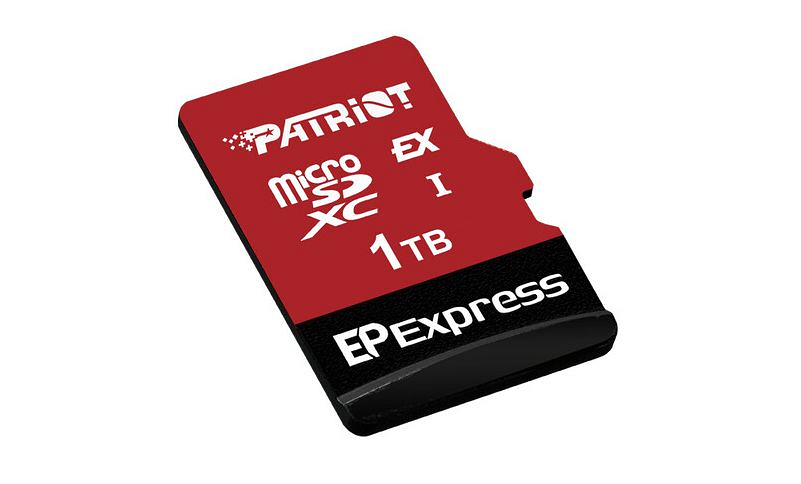 PATRiOT
micro
SD
XC
EX
I
1TB
EPExpress